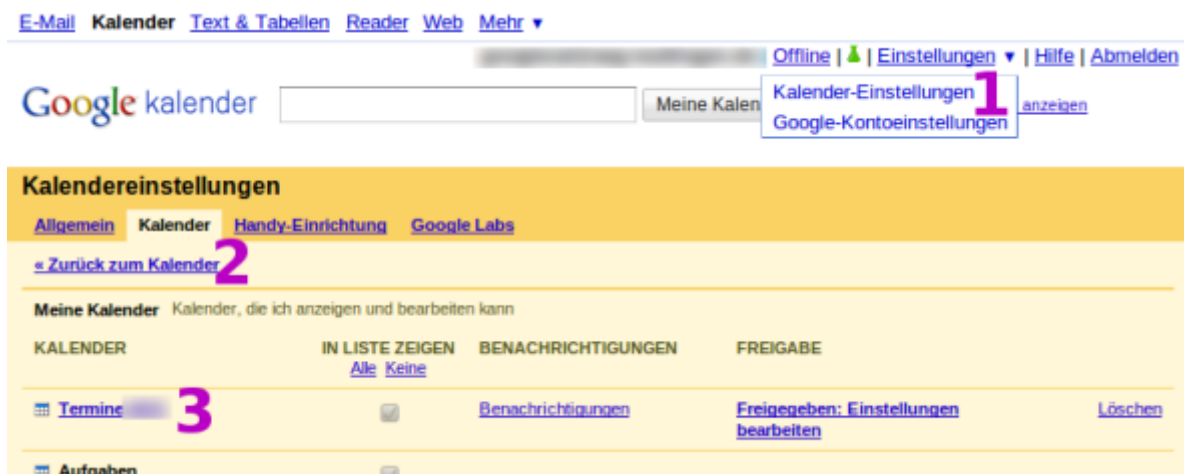 E-Mail Kalender Text & Tabellen Reader Web Mehr ▼
Offline | | Einstellungen ▼ | Hilfe | Abmelden
Google kalender Meine Kalen Kalender-Einstellungen 1 anzeigen
Google-Kontoeinstellungen
Kalendereinstellungen
Allgemein Kalender Handy-Einrichtung Google Labs
« Zurück zum Kalender 2
Meine Kalender Kalender, die ich anzeigen und bearbeiten kann
KALENDER IN LISTE ZEIGEN BENACHRICHTIGUNGEN FREIGABE
Alle Keine
Termine 3 Benachrichtigungen Freigegeben: Einstellungen Löschen
bearbeiten
Aufgaben